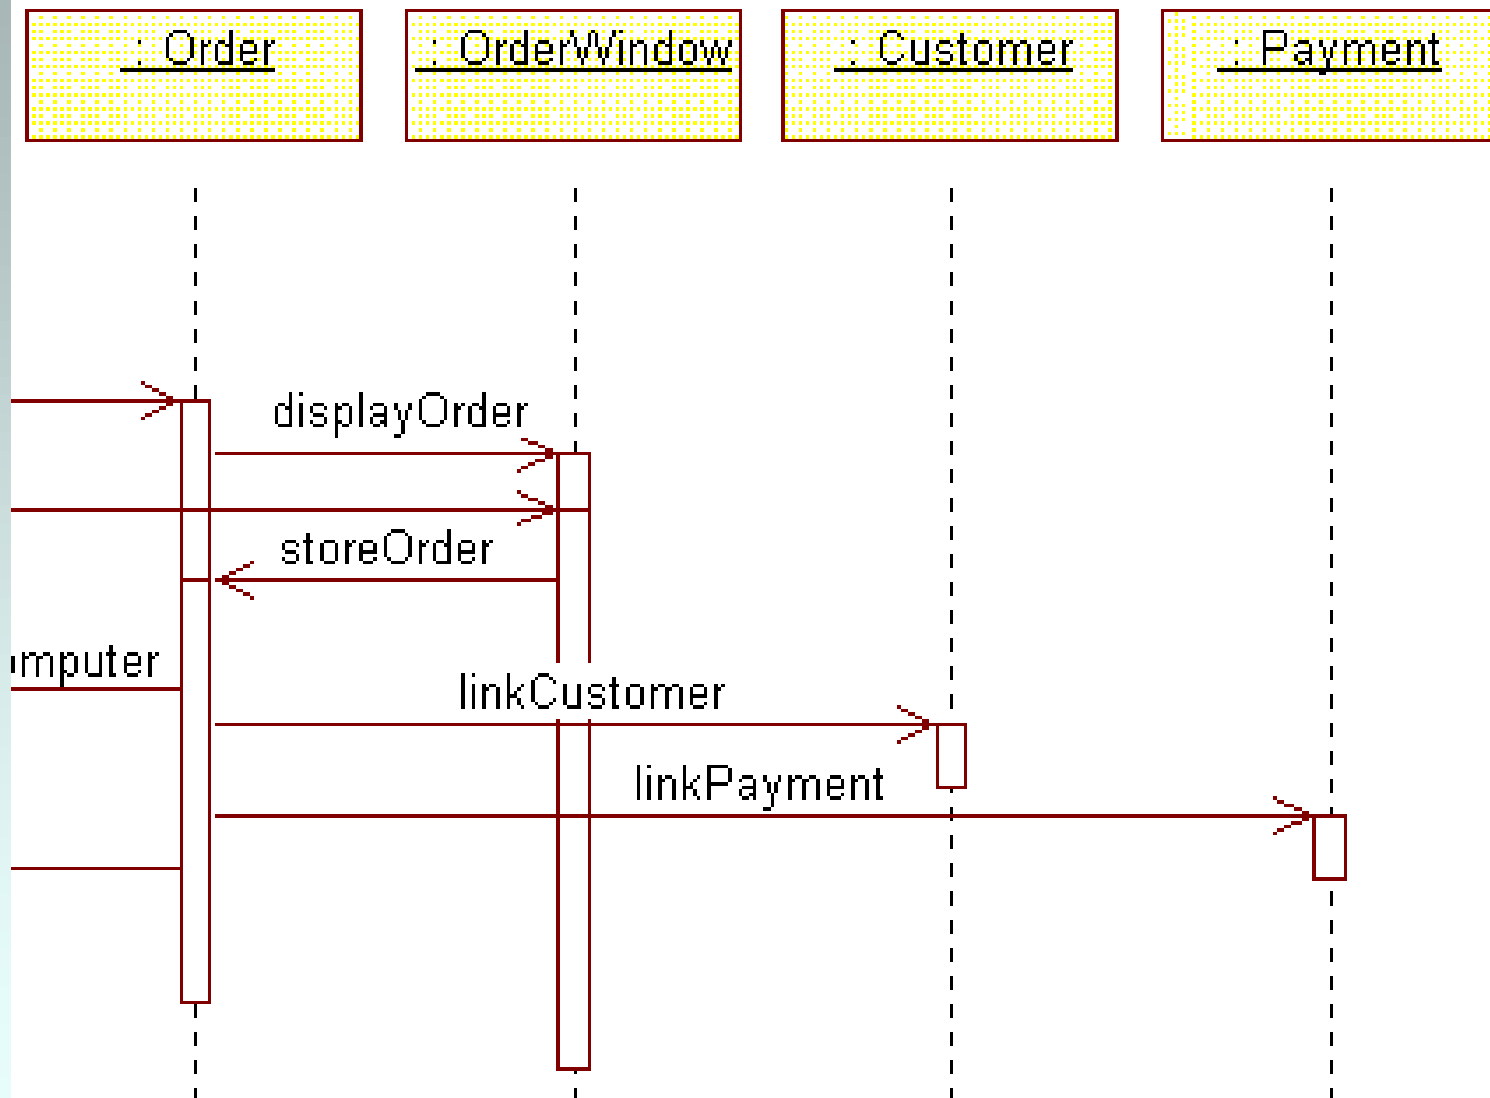 : Order
: OrderWindow
: Customer
: Payment
displayOrder
storeOrder
linkCustomer
linkPayment